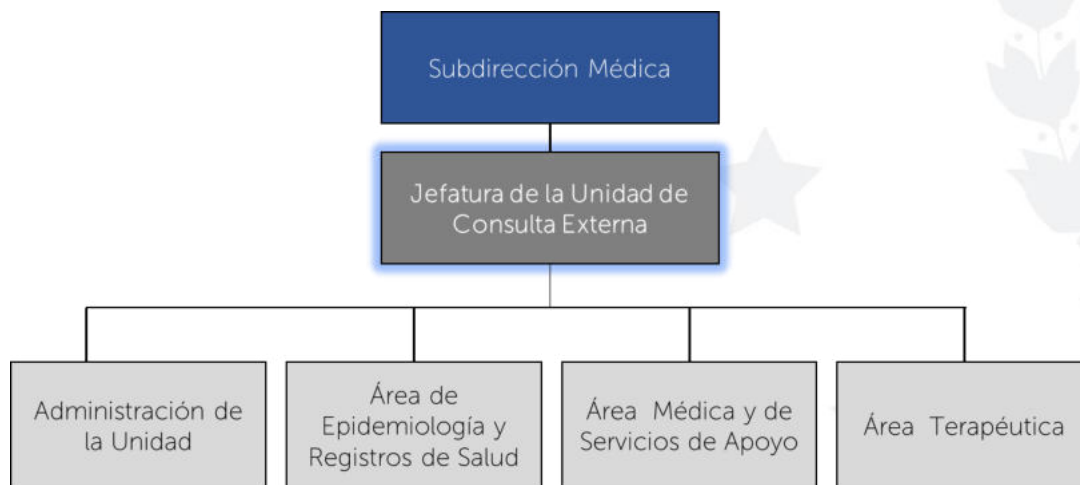 Subdirección Médica
Jefatura de la Unidad de
Consulta Externa
Administración de
la Unidad
Área de
Epidemiología y
Registros de Salud
Área Médica y de
Servicios de Apoyo
Área Terapéutica